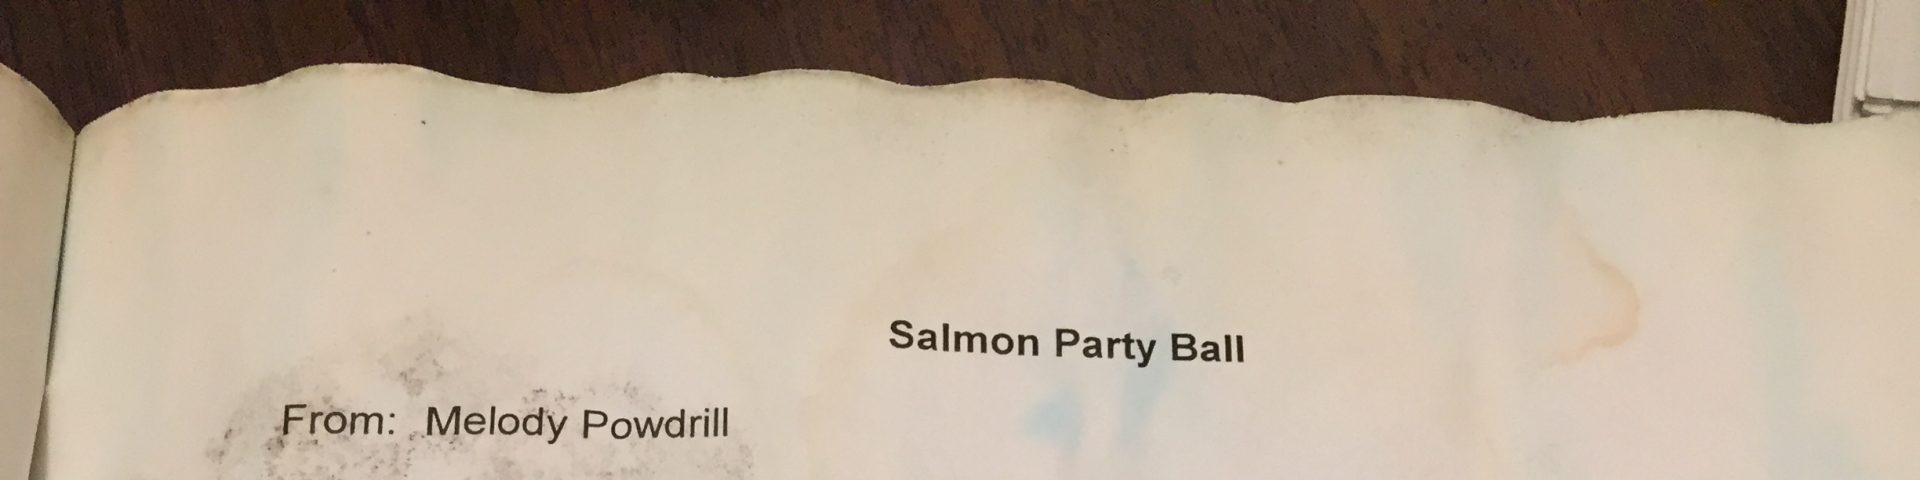 Salmon Party Ball
From: Melody Powdrill